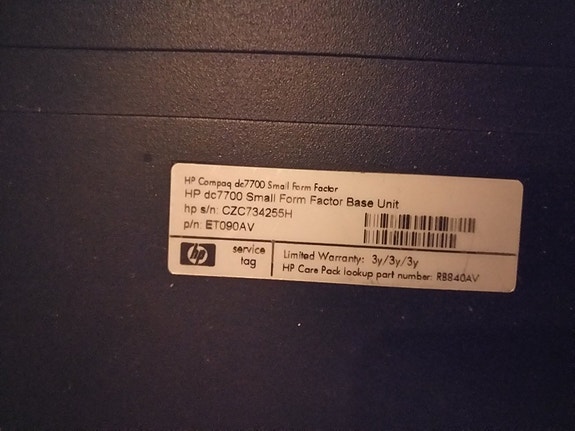 HP Compaq dc7700 Small Form Factor
HP dc7700 Small Form Factor Base Unit
hp s/n: CZC734255H
p/n: ET090AV
hp
service
tag
Limited Warranty: 3y/3y/3y
HP Care Pack lookup part number: RB840AV